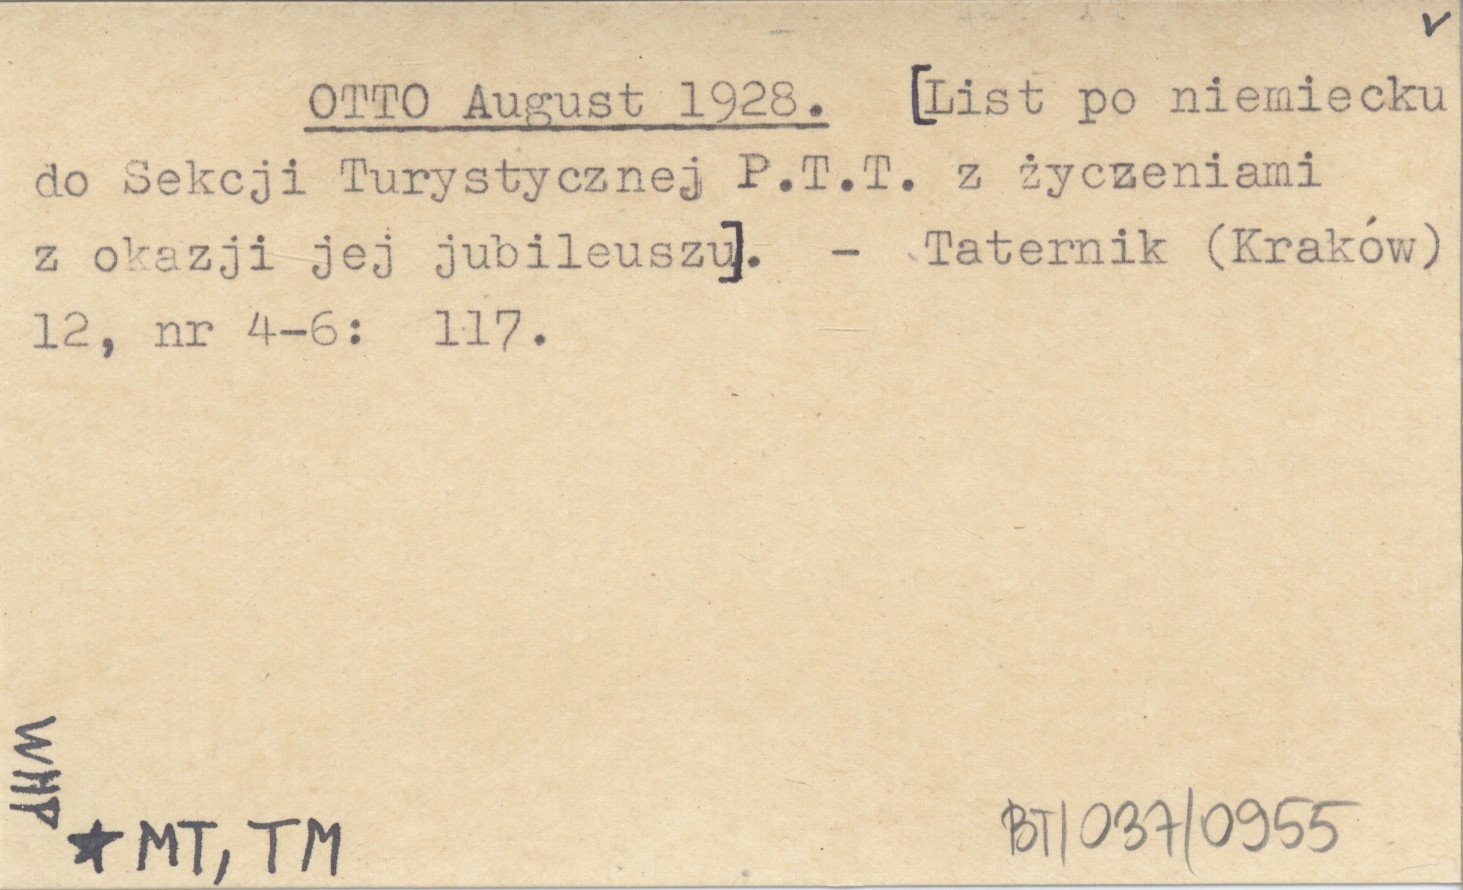 ✓
OTTO August 1928. [List po niemiecku
do Sekcji Turystycznej P.T.T. z życzeniami
z okazji jej jubileuszu]. - Taternik (Kraków)
12, nr 4-6: 117.
WHP
★ MT, TM
BT/037/0955